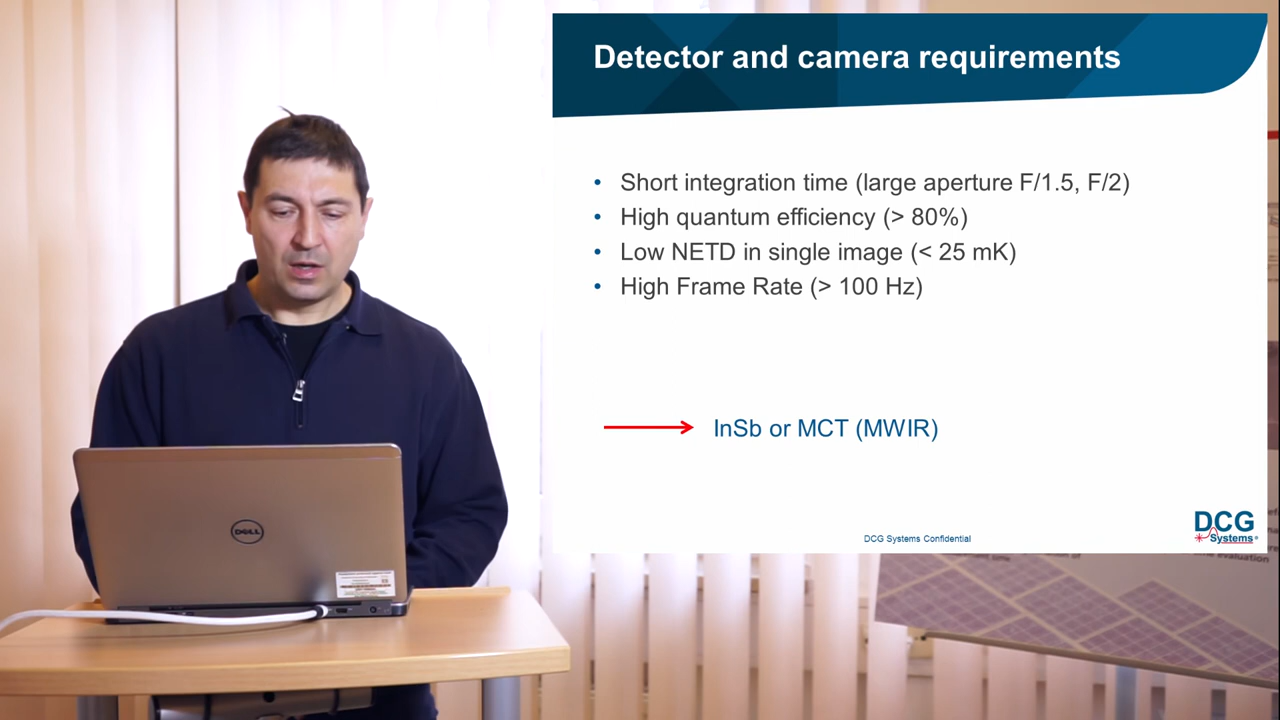 Detector and camera requirements
• Short integration time (large aperture F/1.5, F/2)
• High quantum efficiency (> 80%)
• Low NETD in single image (< 25 mK)
• High Frame Rate (> 100 Hz)
InSb or MCT (MWIR)
DCG Systems Confidential
DCG
Systems®
evaluation
DELL